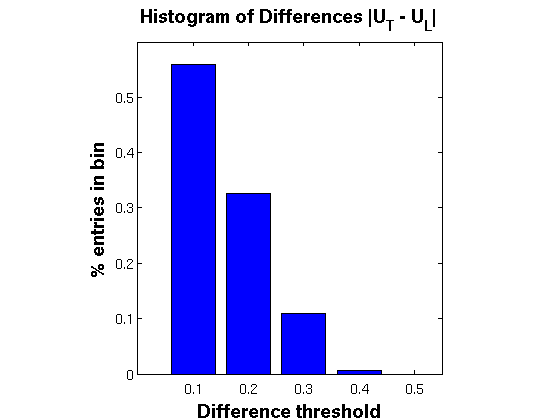 Histogram of Differences |U_T - U_L|
% entries in bin
0.5
0.4
0.3
0.2
0.1
0
0.1 0.2 0.3 0.4 0.5
Difference threshold